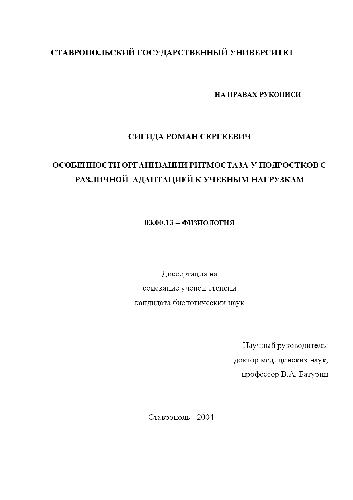 СТАВРОПОЛЬСКИЙ ГОСУДАРСТВЕННЫЙ УНИВЕРСИТЕТ
НА ПРАВАХ РУКОПИСИ
СИГИДА РОМАН СЕРГЕЕВИЧ
ОСОБЕННОСТИ ОРГАНИЗАЦИИ РИТМОСТАЗА У ПОДРОСТКОВ С
РАЗЛИЧНОЙ АДАПТАЦИЕЙ К УЧЕБНЫМ НАГРУЗКАМ
03.00.13 – ФИЗИОЛОГИЯ
Диссертация на
соискание ученой степени
кандидата биологических наук
Научный руководитель:
доктор медицинских наук,
профессор В.А. Батурин
Ставрополь - 2004